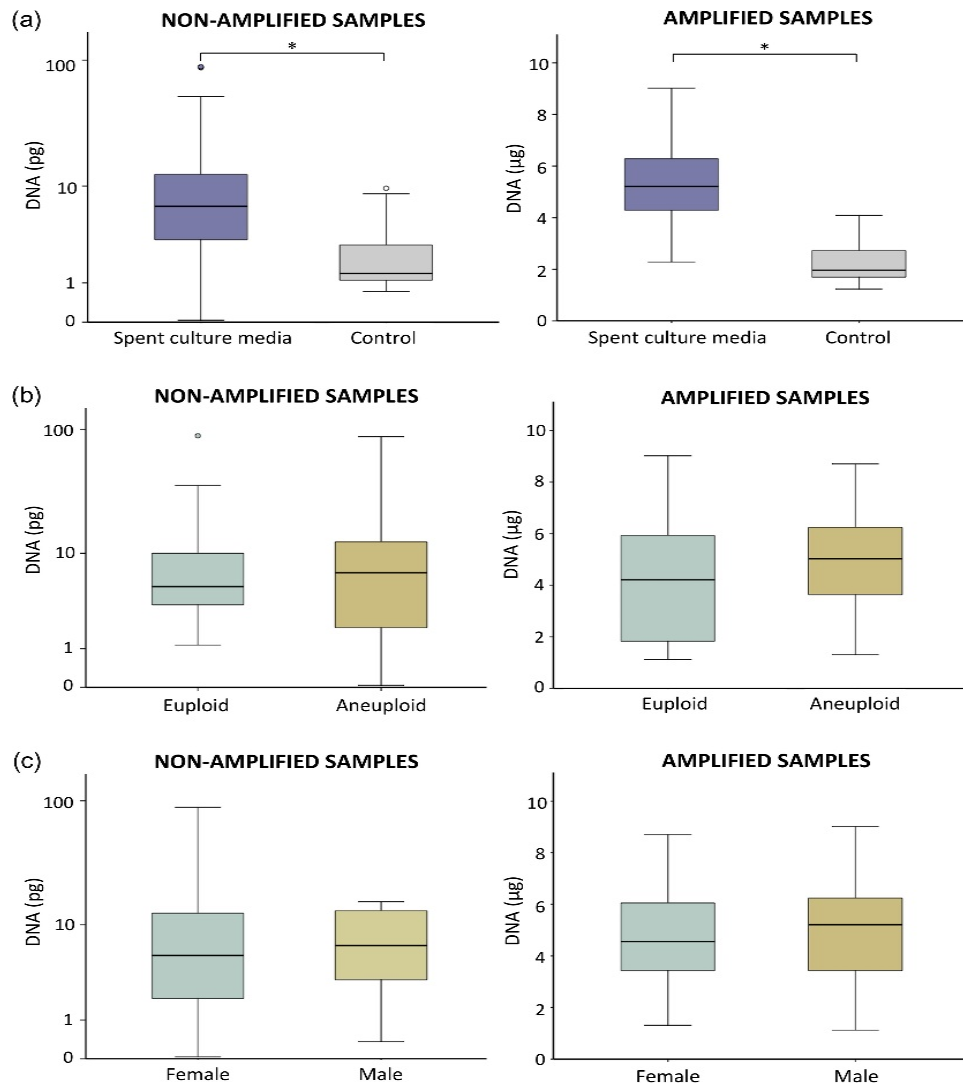 (a)
NON-AMPLIFIED SAMPLES
*
100
10
1
0
DNA (pg)
Spent culture media Control
AMPLIFIED SAMPLES
*
10
8
6
4
2
0
DNA (µg)
Spent culture media Control
(b)
NON-AMPLIFIED SAMPLES
100
10
1
0
DNA (pg)
Euploid Aneuploid
AMPLIFIED SAMPLES
10
8
6
4
2
0
DNA (µg)
Euploid Aneuploid
(c)
NON-AMPLIFIED SAMPLES
100
10
1
0
DNA (pg)
Female Male
AMPLIFIED SAMPLES
10
8
6
4
2
0
DNA (µg)
Female Male